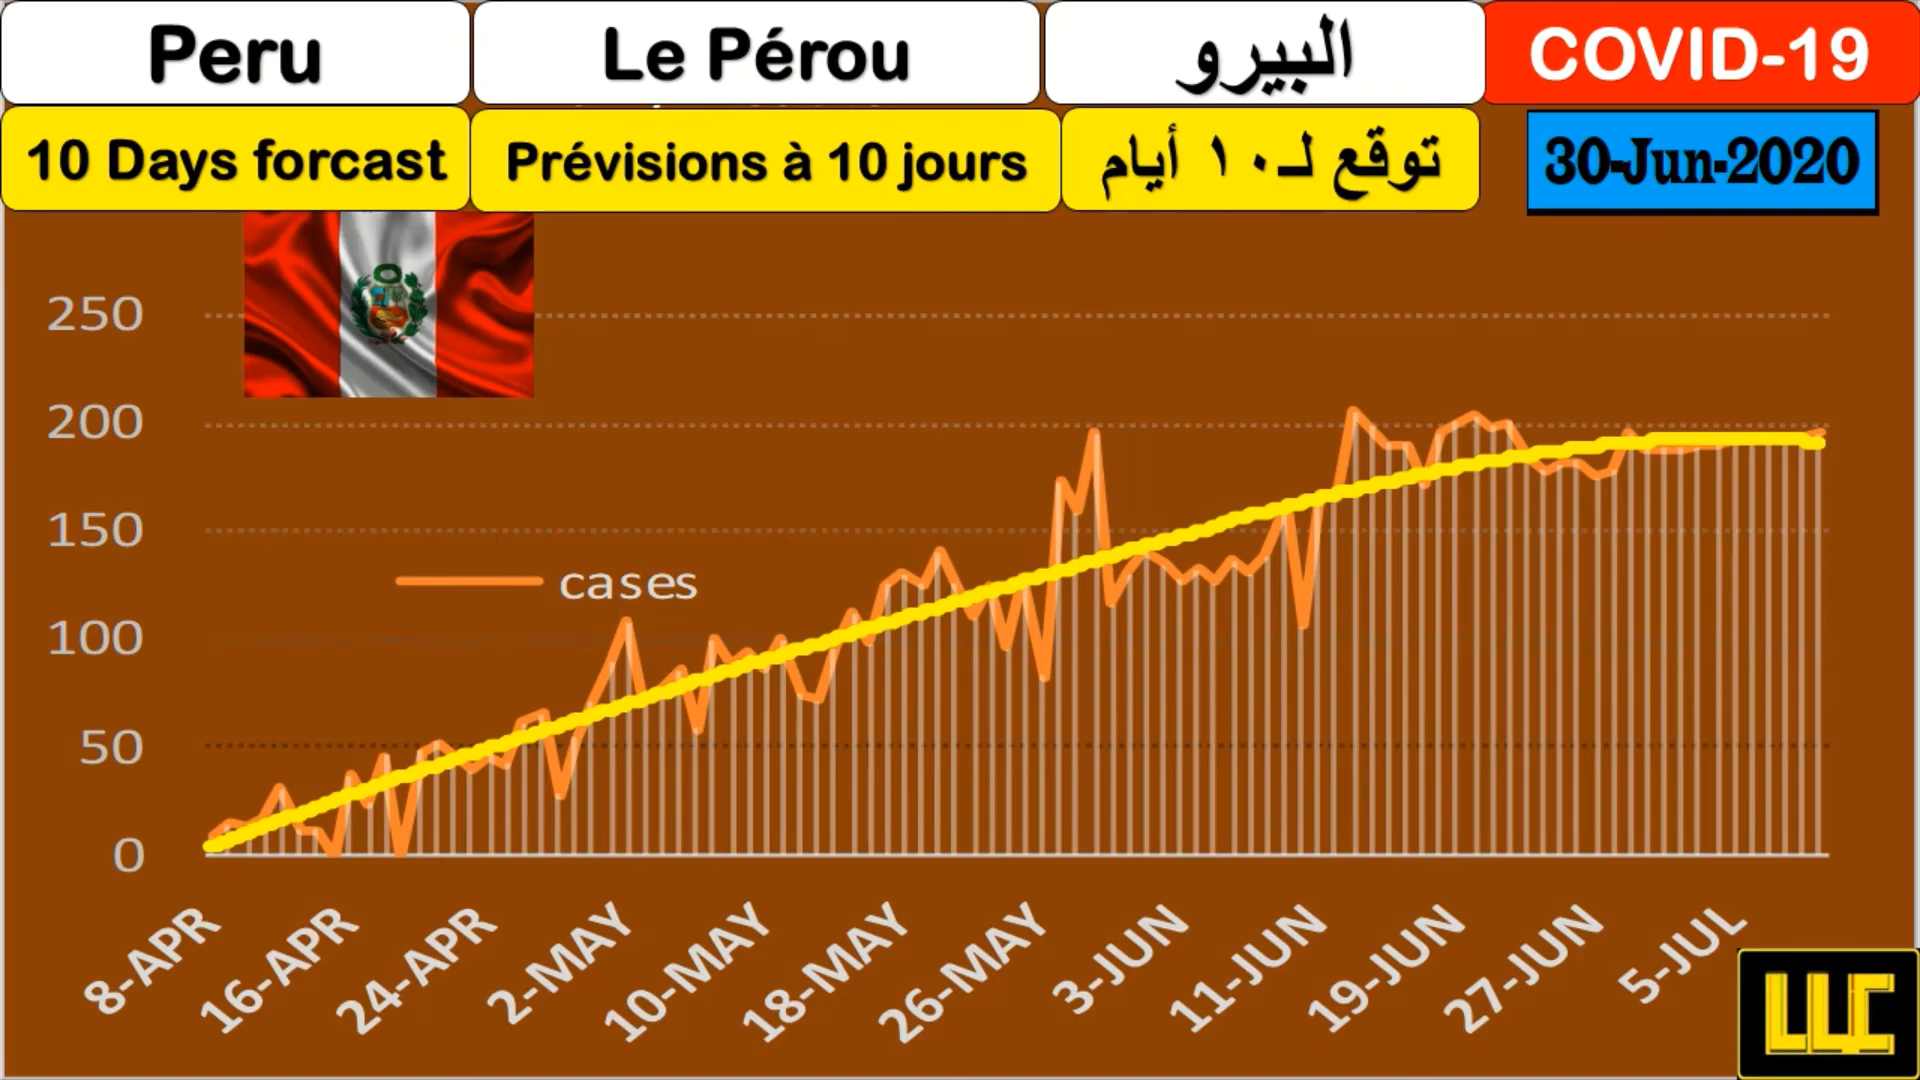 Peru
Le Pérou
البيرو
COVID-19
10 Days forcast
Prévisions à 10 jours
توقع لـ١٠ أيام
30-Jun-2020
250
200
150
100
50
0
cases
8-APR
16-APR
24-APR
2-MAY
10-MAY
18-MAY
26-MAY
3-JUN
11-JUN
19-JUN
27-JUN
5-JUL
LLC